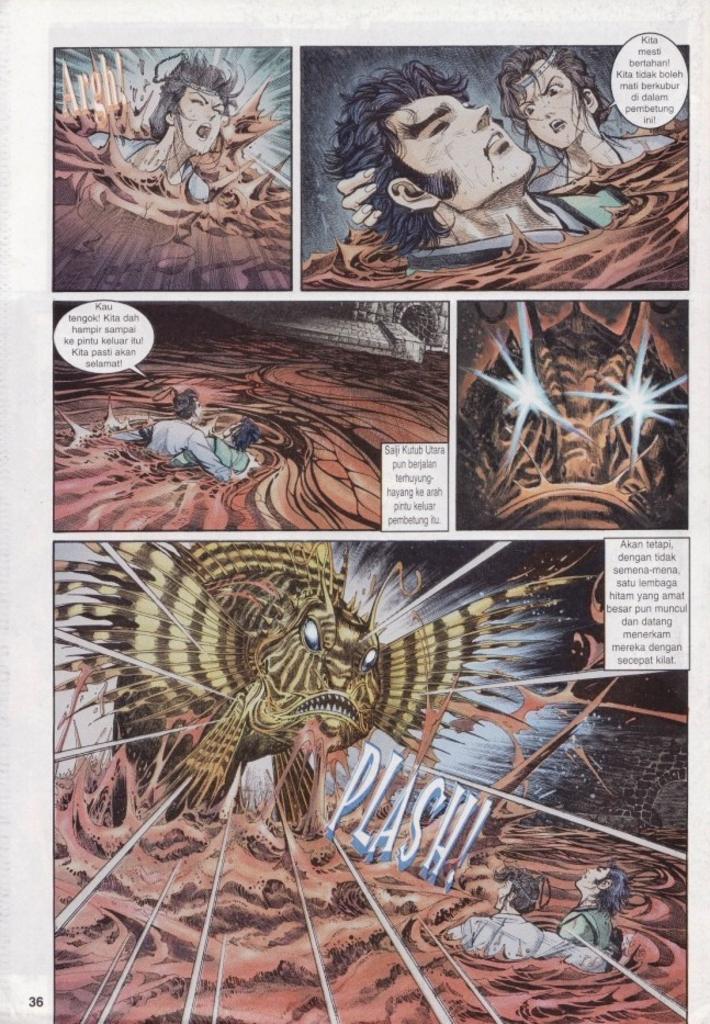 Argh!
Kita
mesti
bertahan!
Kita tidak boleh
mati berkubur
di dalam
pembetung
ini!
Kau
tengok! Kita dah
hampir sampai
ke pintu keluar itu!
Kita pasti akan
selamat!
Salji Kutub Utara
pun berjalan
terhuyung-
hayang ke arah
pintu keluar
pembetung itu.
Akan tetapi,
dengan tidak
semena-mena,
satu lembaga
hitam yang amat
besar pun muncul
dan datang
menerkam
mereka dengan
secepat kilat.
PLASH!
36